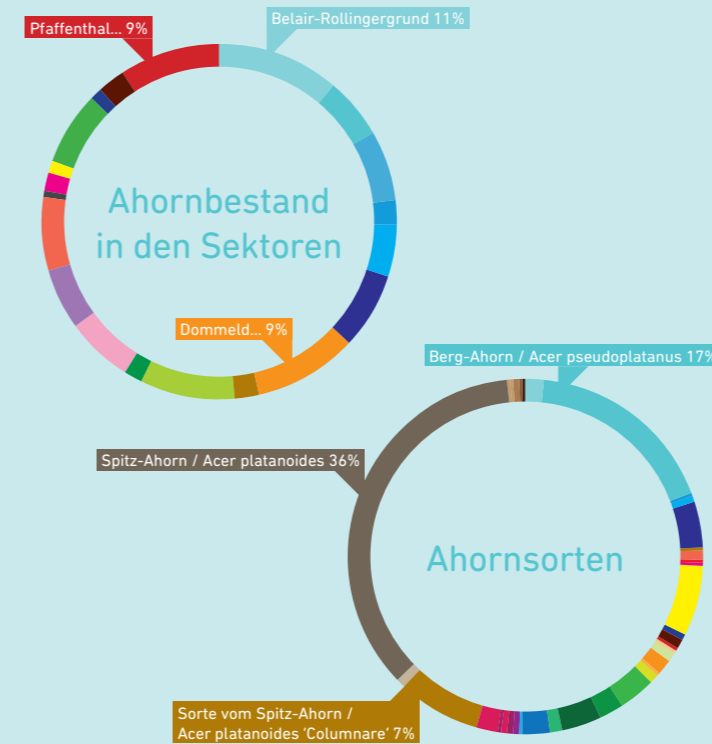 Pfaffenthal... 9%
Belair-Rollingergrund 11%
Ahornbestand
in den Sektoren
Dommeld... 9%
Berg-Ahorn / Acer pseudoplatanus 17%
Spitz-Ahorn / Acer platanoides 36%
Ahornsorten
Sorte vom Spitz-Ahorn /
Acer platanoides 'Columnare' 7%